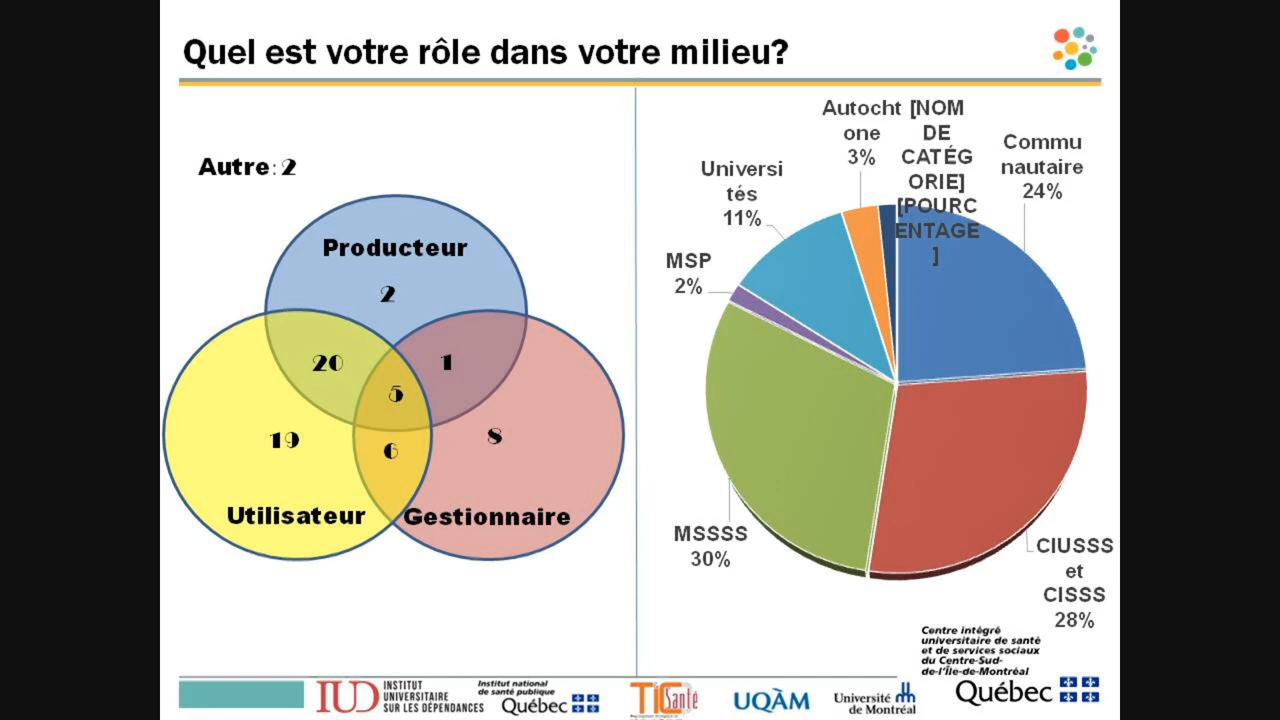 Quel est votre rôle dans votre milieu?
Autre: 2
Producteur
2
20
1
5
19
6
8
Utilisateur
Gestionnaire
Autocht
one
3%
[NOM
DE
CATÉG
ORIE]
[POURC
ENTAGE
]
Commu
nautaire
24%
Universi
tés
11%
MSP
2%
MSSSS
30%
CIUSSS
et
CISSS
28%
Centre intégré
universitaire de santé
et de services sociaux
du Centre-Sud-
de-l'Île-de-Montréal
Québec
IUD
INSTITUT
UNIVERSITAIRE
SUR LES DÉPENDANCES
Institut national
de santé publique
Québec
TIC Santé
UQÀM
Université
de Montréal